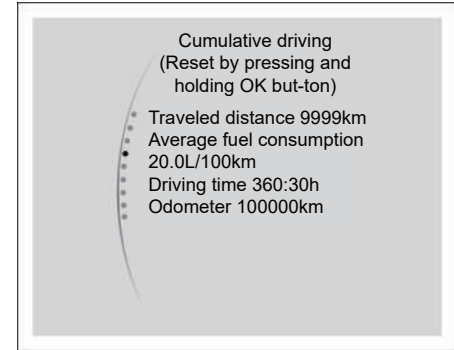 Cumulative driving
(Reset by pressing and
holding OK but-ton)
Traveled distance 9999km
Average fuel consumption
20.0L/100km
Driving time 360:30h
Odometer 100000km